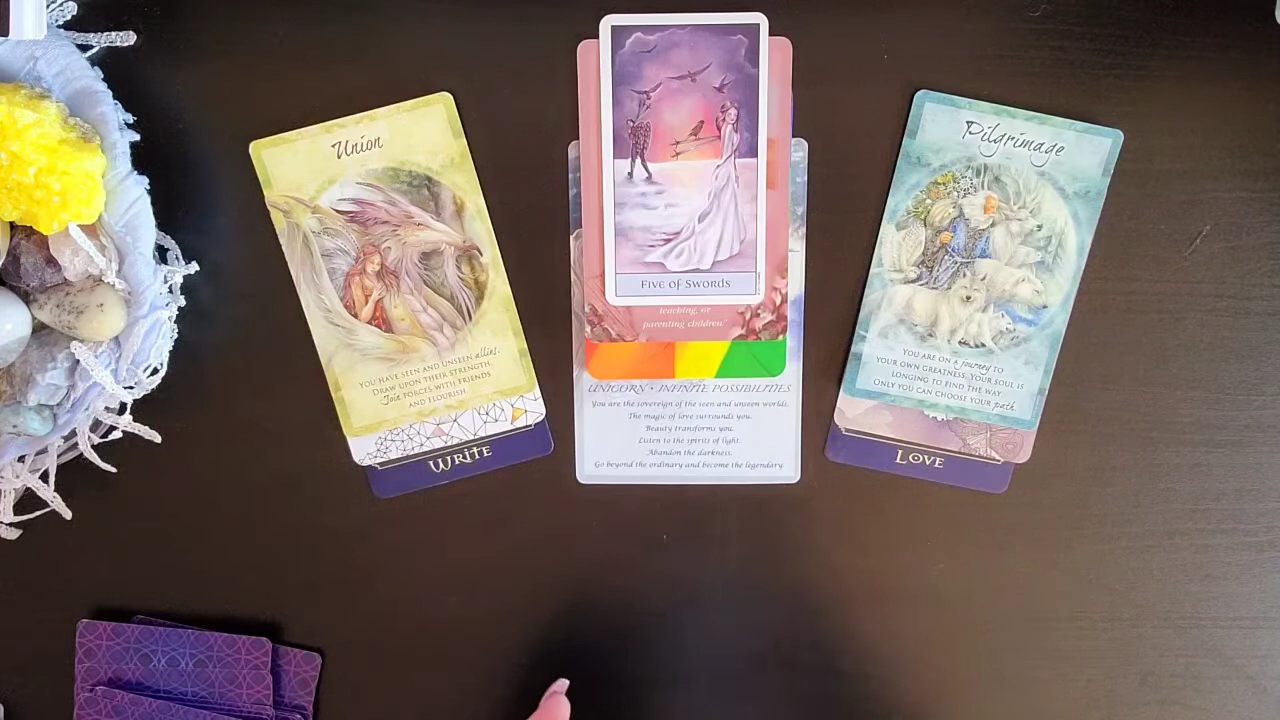 Union
YOU HAVE SEEN AND UNSEEN allies.
DRAW UPON THEIR STRENGTH.
Join FORCES WITH FRIENDS
AND FLOURISH.
WRITE
FIVE OF SWORDS
teaching, or
parenting children."
UNICORN • INFINITE POSSIBILITIES
You are the sovereign of the seen and unseen worlds.
The magic of love surrounds you.
Beauty transforms you.
Listen to the spirits of light.
Abandon the darkness.
Go beyond the ordinary and become the legendary.
Pilgrimage
YOU ARE ON a journey TO
YOUR OWN GREATNESS. YOUR SOUL IS
LONGING TO FIND THE WAY.
ONLY YOU CAN CHOOSE YOUR path.
LOVE